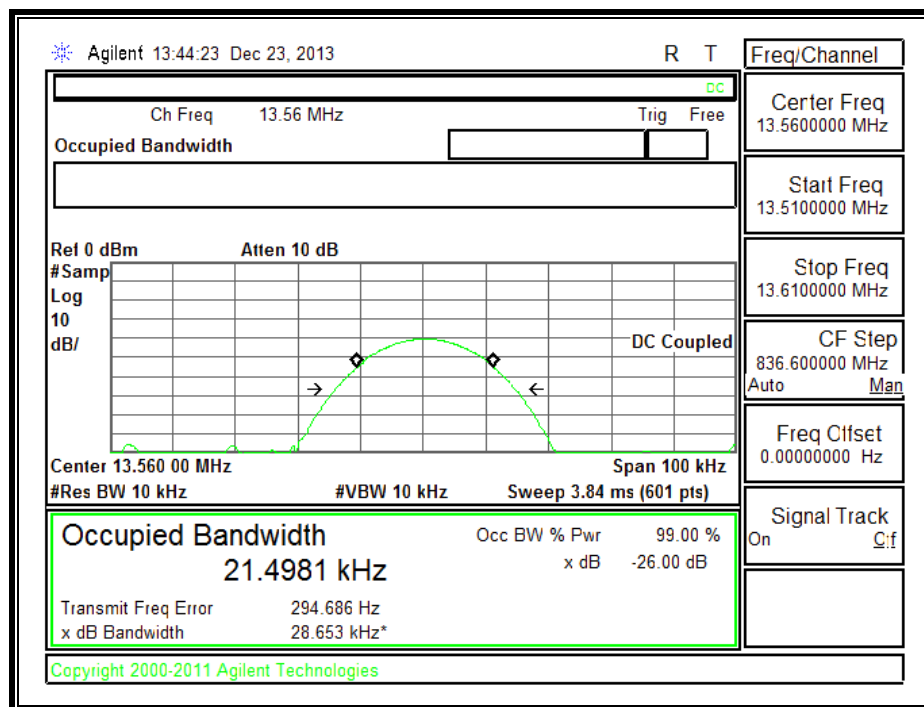 Agilent 13:44:23 Dec 23, 2013 R T
DC
Ch Freq 13.56 MHz Trig Free
Occupied Bandwidth
Ref 0 dBm Atten 10 dB
#Samp
Log
10
dB/
DC Coupled
Center 13.560 00 MHz Span 100 kHz
#Res BW 10 kHz #VBW 10 kHz Sweep 3.84 ms (601 pts)
Occupied Bandwidth
21.4981 kHz
Occ BW % Pwr 99.00 %
x dB -26.00 dB
Transmit Freq Error 294.686 Hz
x dB Bandwidth 28.653 kHz*
Copyright 2000-2011 Agilent Technologies
Freq/Channel
Center Freq
13.5600000 MHz
Start Freq
13.5100000 MHz
Stop Freq
13.6100000 MHz
CF Step
836.600000 MHz
Auto Man
Freq Offset
0.00000000 Hz
Signal Track
On Off